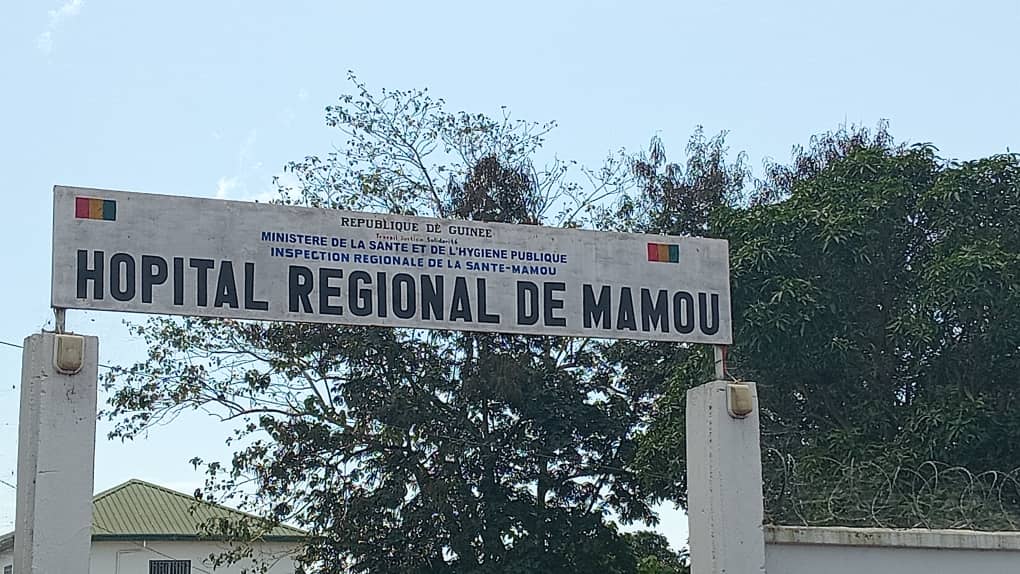 REPUBLIQUE DE GUINEE
Travail Justice Solidarité
MINISTERE DE LA SANTE ET DE L'HYGIENE PUBLIQUE
INSPECTION REGIONALE DE LA SANTE-MAMOU
HOPITAL REGIONAL DE MAMOU